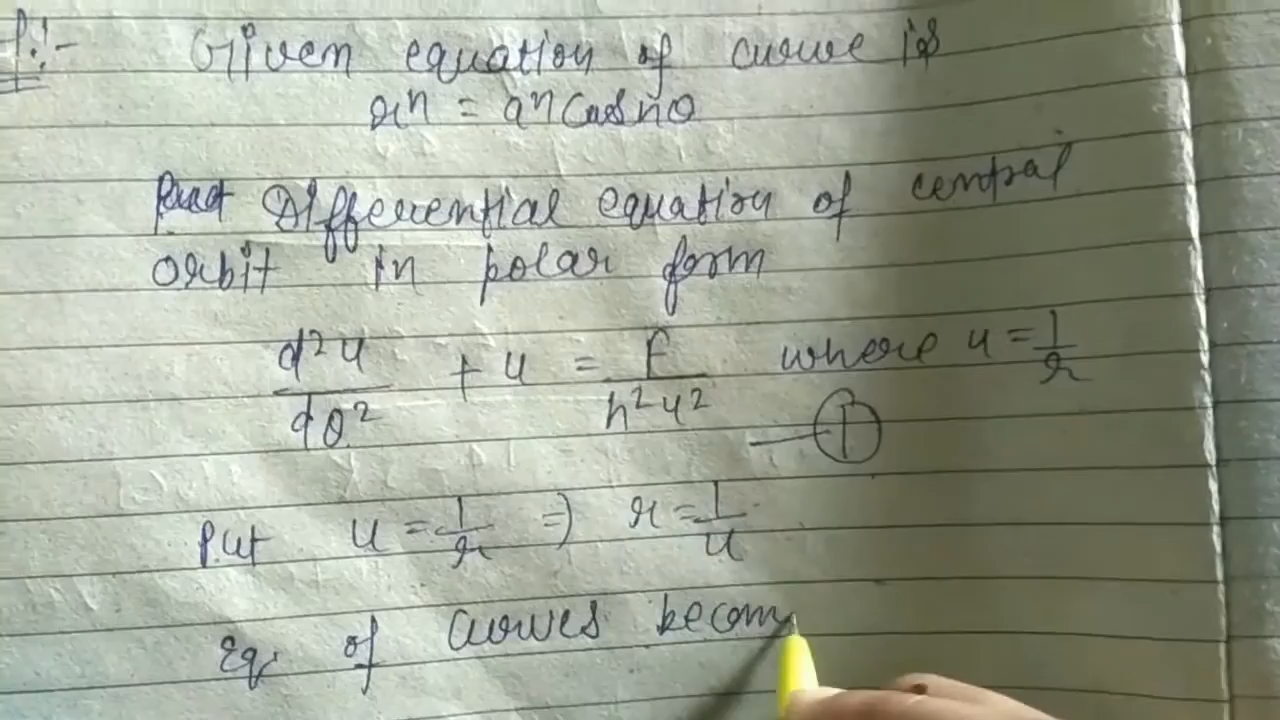 Given equation of curve is
rⁿ = aⁿ Cos nθ
Differential equation of central
orbit in polar form
d²u/dθ² + u = F/h²u² where u = 1/r
— ①
Put u = 1/r ⇒ r = 1/u
Eq. of curves becom